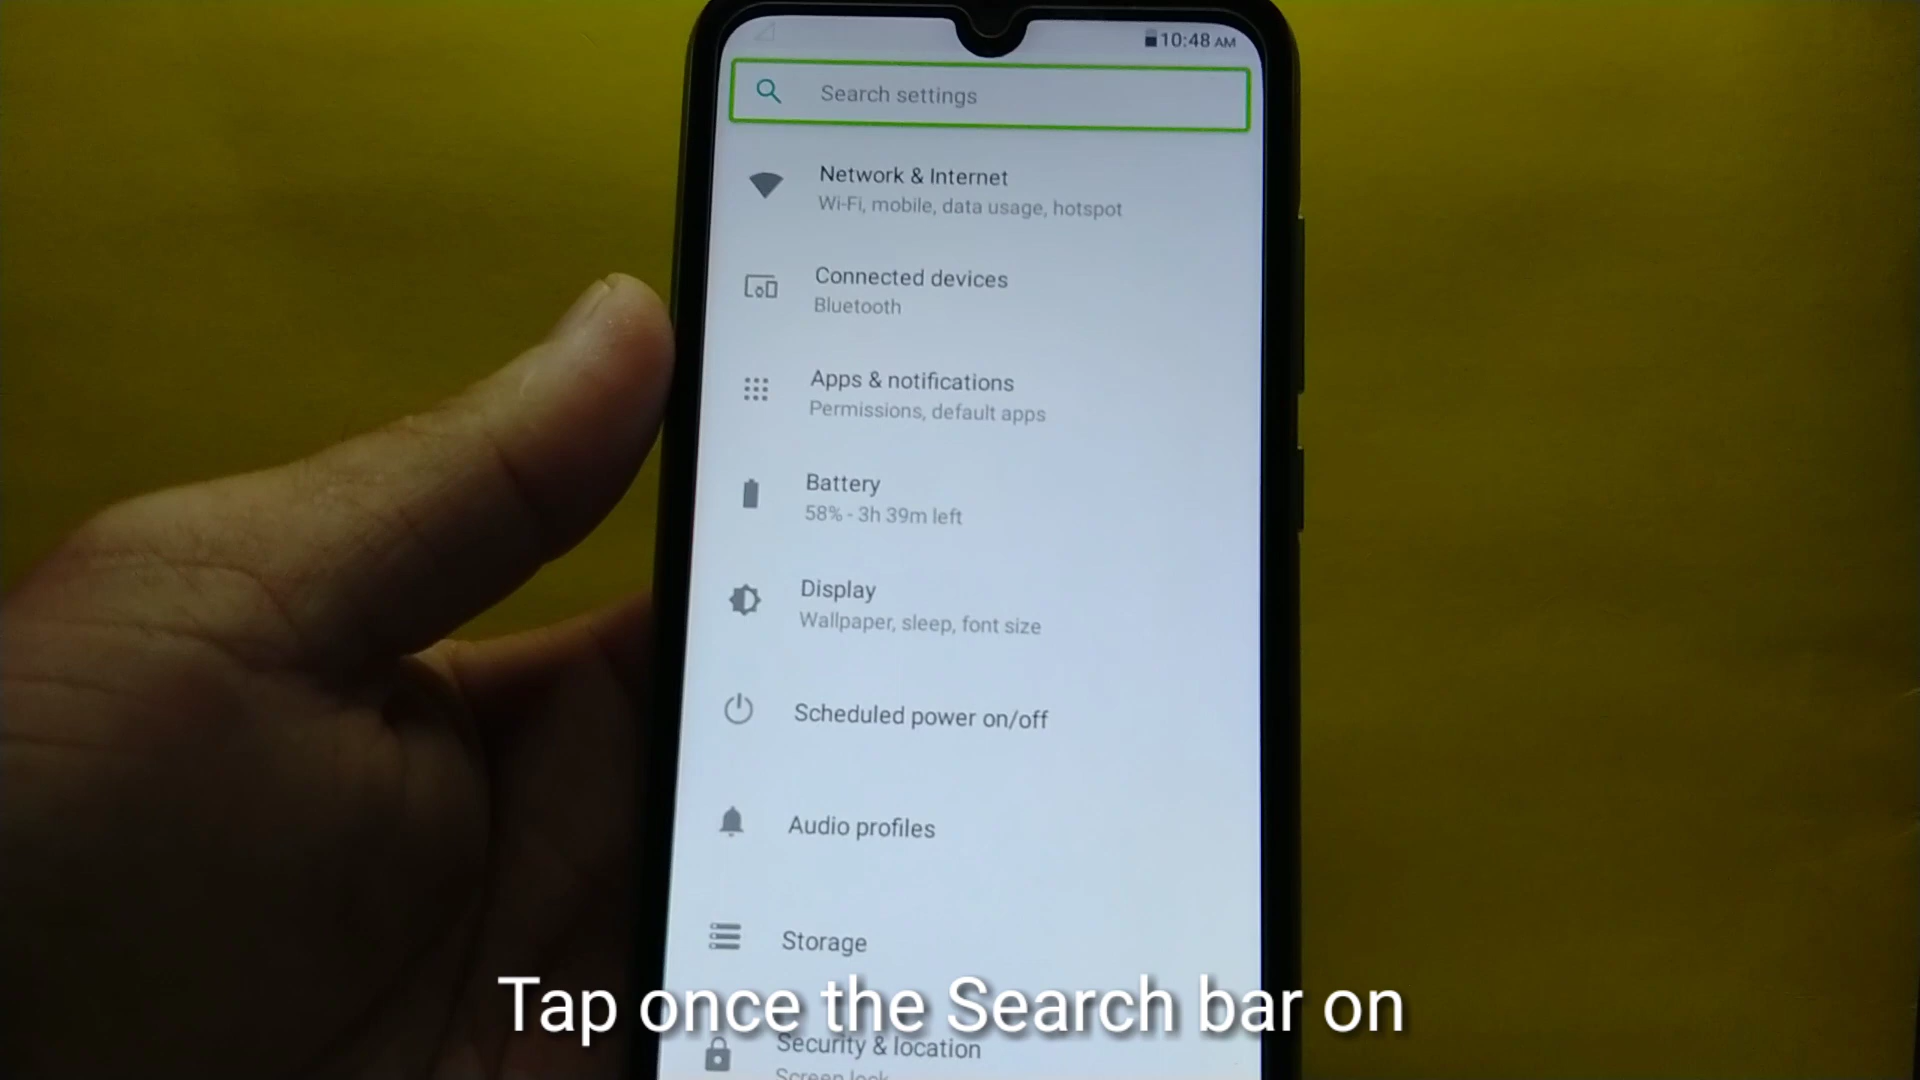 10:48 AM
Search settings
Network & Internet
Wi-Fi, mobile, data usage, hotspot
Connected devices
Bluetooth
Apps & notifications
Permissions, default apps
Battery
58% - 3h 39m left
Display
Wallpaper, sleep, font size
Scheduled power on/off
Audio profiles
Storage
Tap once the Search bar on
Security & location
Screen lock